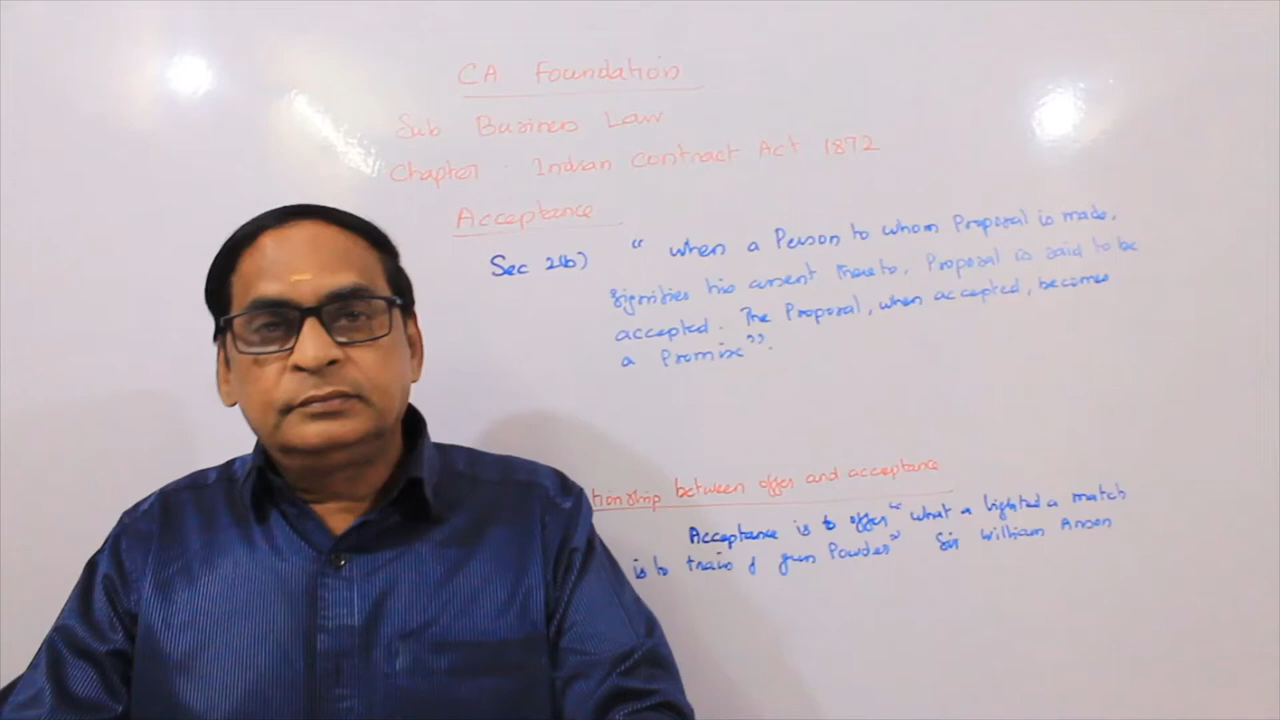 CA Foundation
Sub Business Law
Chapter. Indian Contract Act 1872
Acceptance
Sec 2(b) " when a Person to whom Proposal is made,
signifies his assent thereto, Proposal is said to be
accepted. The Proposal, when accepted, becomes
a Promise".
tionship between offer and acceptance
Acceptance is to offer "what a lighted a match
is to train of gun Powder" Sir William Anson